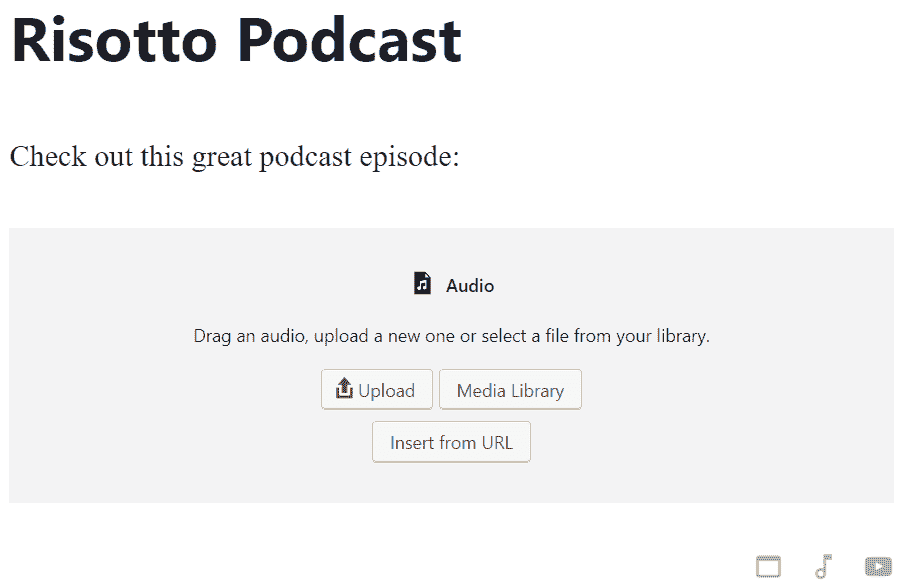 Risotto Podcast
Check out this great podcast episode:
Audio
Drag an audio, upload a new one or select a file from your library.
Upload Media Library
Insert from URL